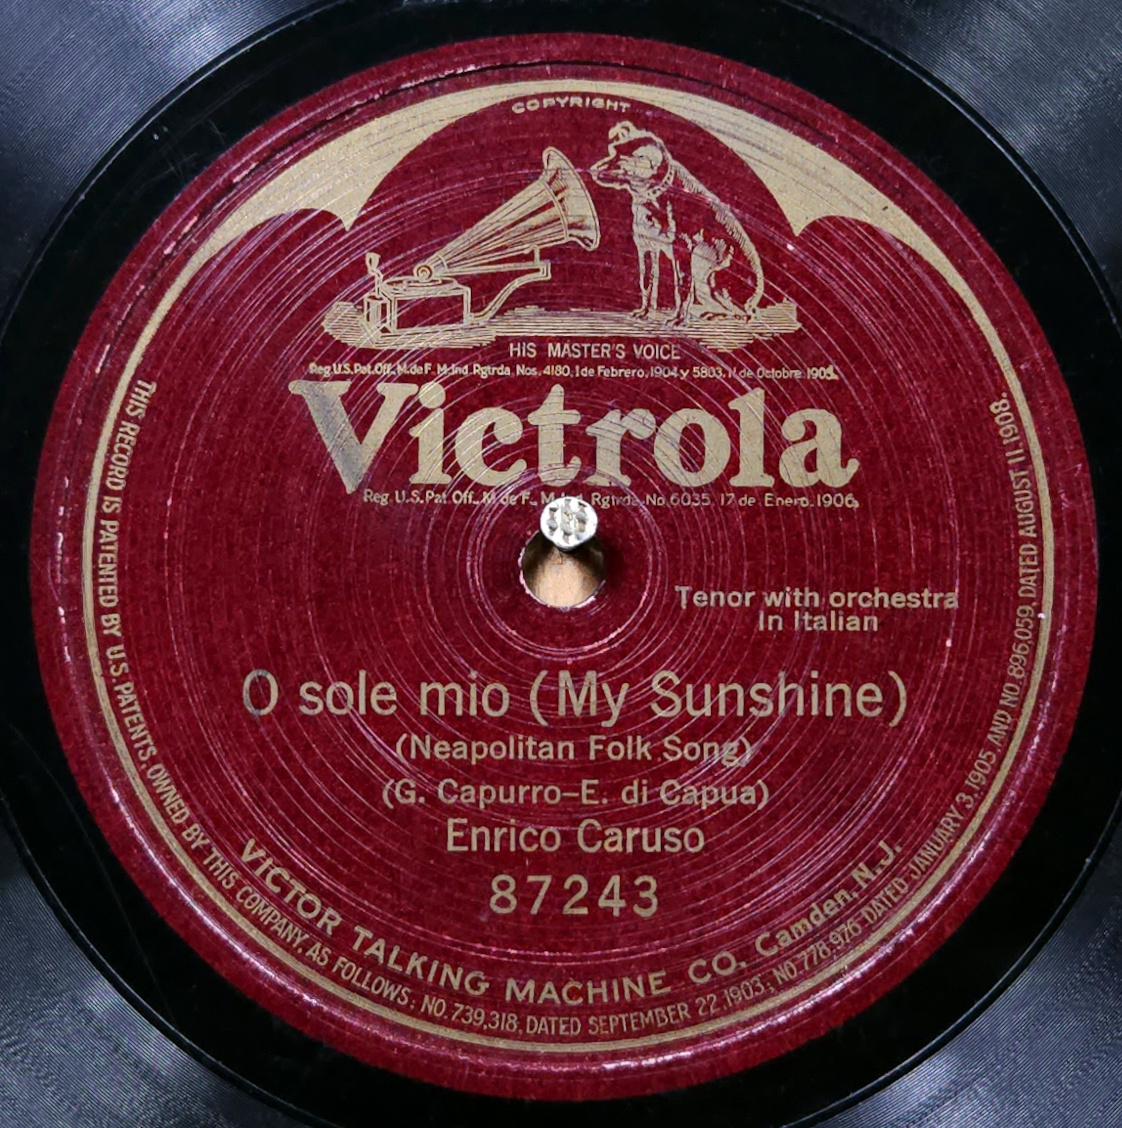 COPYRIGHT
HIS MASTER'S VOICE
Reg. U.S. Pat. Off. M. de F. M. Ind. Rgtrda. Nos. 4180, 1 de Febrero, 1904 y 5803, 11 de Octubre 1905.
Victrola
Reg. U.S. Pat. Off., M. de F., M. Ind. Rgtrda. No. 6035. 17 de Enero, 1906.
Tenor with orchestra
In Italian
O sole mio (My Sunshine)
(Neapolitan Folk Song)
(G. Capurro–E. di Capua)
Enrico Caruso
87243
VICTOR TALKING MACHINE CO. Camden, N.J.
THIS RECORD IS PATENTED BY U.S. PATENTS, OWNED BY THIS COMPANY, AS FOLLOWS: NO. 739,318, DATED SEPTEMBER 22, 1903; NO. 778,976 DATED JANUARY 3, 1905 AND NO. 896,059, DATED AUGUST 11, 1908.